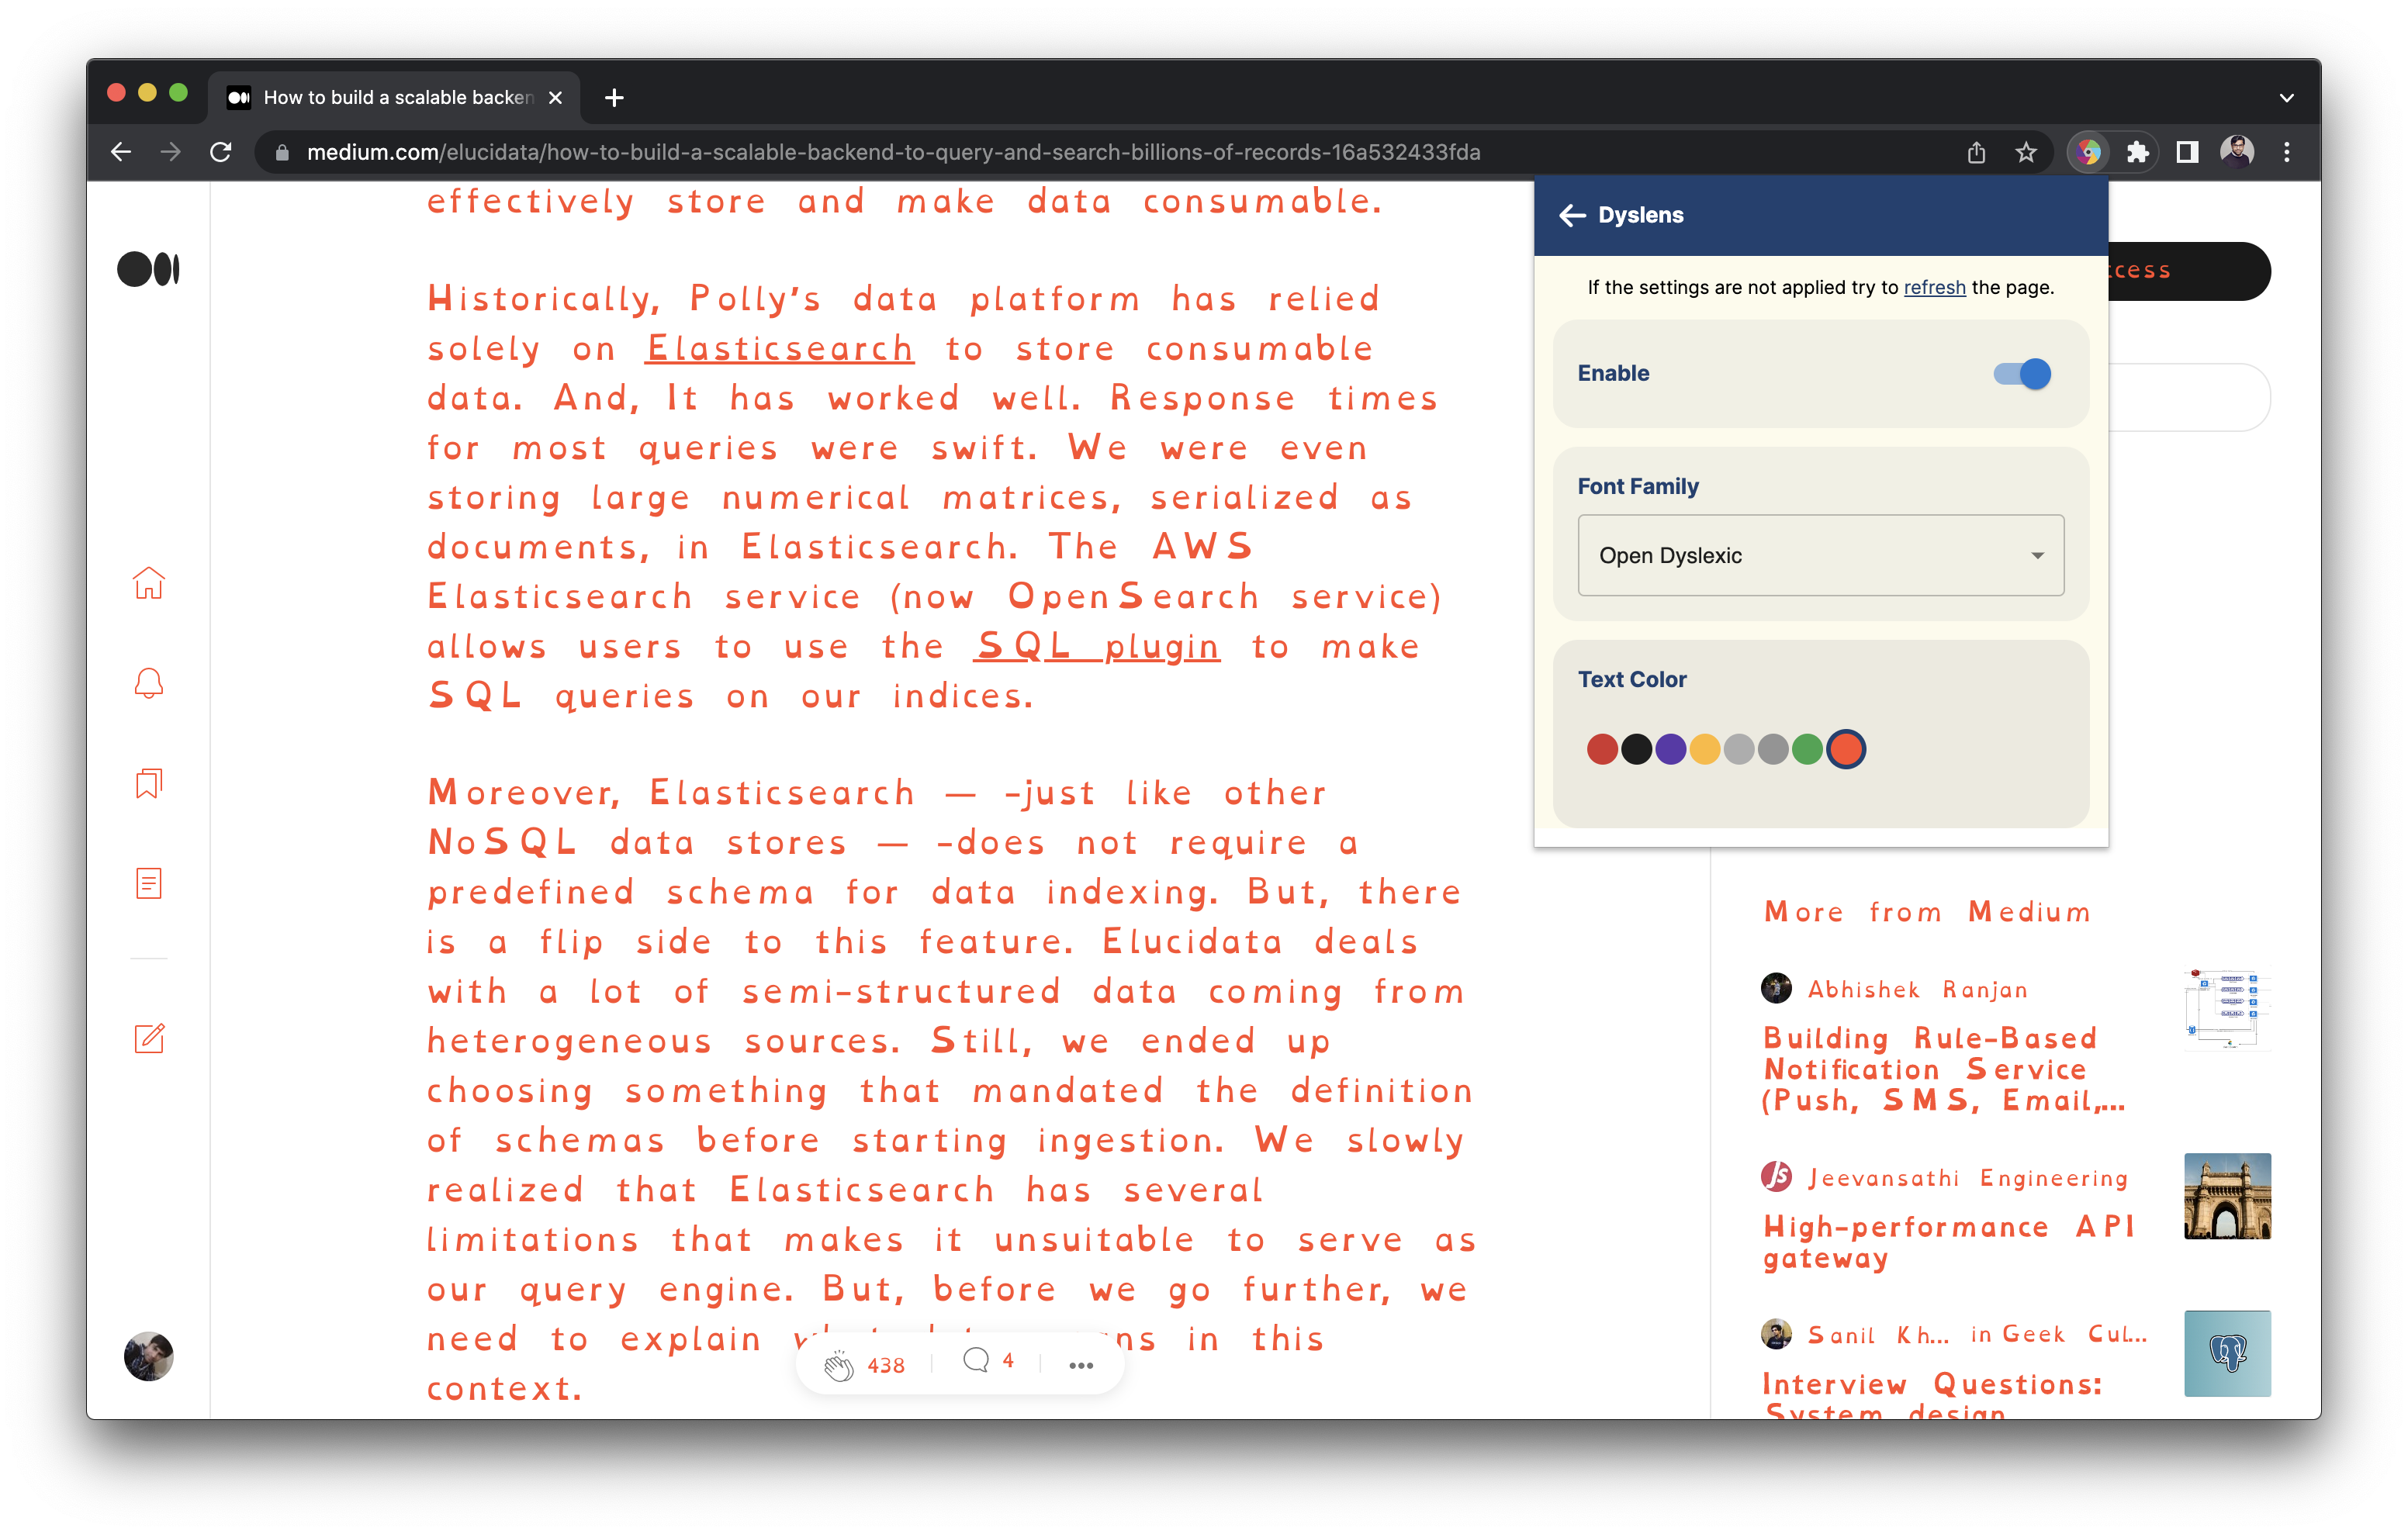 How to build a scalable backen
medium.com/elucidata/how-to-build-a-scalable-backend-to-query-and-search-billions-of-records-16a532433fda
effectively store and make data consumable.
Historically, Polly's data platform has relied
solely on Elasticsearch to store consumable
data. And, It has worked well. Response times
for most queries were swift. We were even
storing large numerical matrices, serialized as
documents, in Elasticsearch. The AWS
Elasticsearch service (now OpenSearch service)
allows users to use the SQL plugin to make
SQL queries on our indices.
Moreover, Elasticsearch — -just like other
NoSQL data stores — -does not require a
predefined schema for data indexing. But, there
is a flip side to this feature. Elucidata deals
with a lot of semi-structured data coming from
heterogeneous sources. Still, we ended up
choosing something that mandated the definition
of schemas before starting ingestion. We slowly
realized that Elasticsearch has several
limitations that makes it unsuitable to serve as
our query engine. But, before we go further, we
need to explain in this
context.
438
4
Dyslens
If the settings are not applied try to refresh the page.
Enable
Font Family
Open Dyslexic
Text Color
More from Medium
Abhishek Ranjan
Building Rule-Based
Notification Service
(Push, SMS, Email,...
JS Jeevansathi Engineering
High-performance API
gateway
Sanil Kh... in Geek Cul...
Interview Questions:
System design